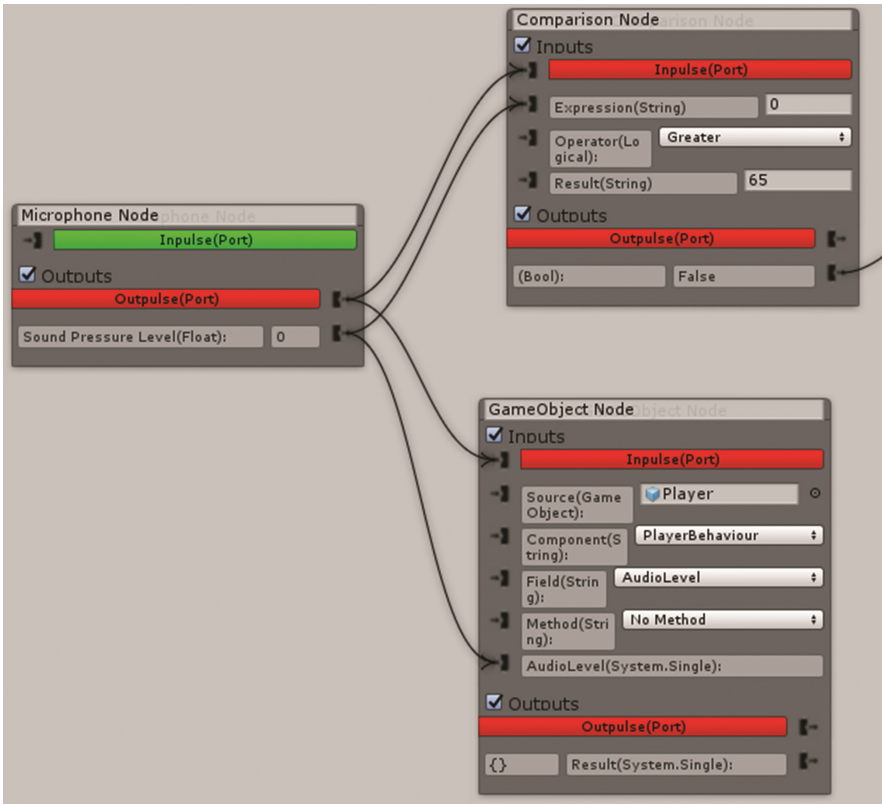 Microphone Node
Inpulse(Port)
Outputs
Outpulse(Port)
Sound Pressure Level(Float): 0
Comparison Node
Inputs
Inpulse(Port)
Expression(String) 0
Operator(Lo
gical): Greater
Result(String) 65
Outputs
Outpulse(Port)
(Bool): False
GameObject Node
Inputs
Inpulse(Port)
Source(Game
Object): Player
Component(S
tring): PlayerBehaviour
Field(Strin
g): AudioLevel
Method(Stri
ng): No Method
AudioLevel(System.Single):
Outputs
Outpulse(Port)
{} Result(System.Single):